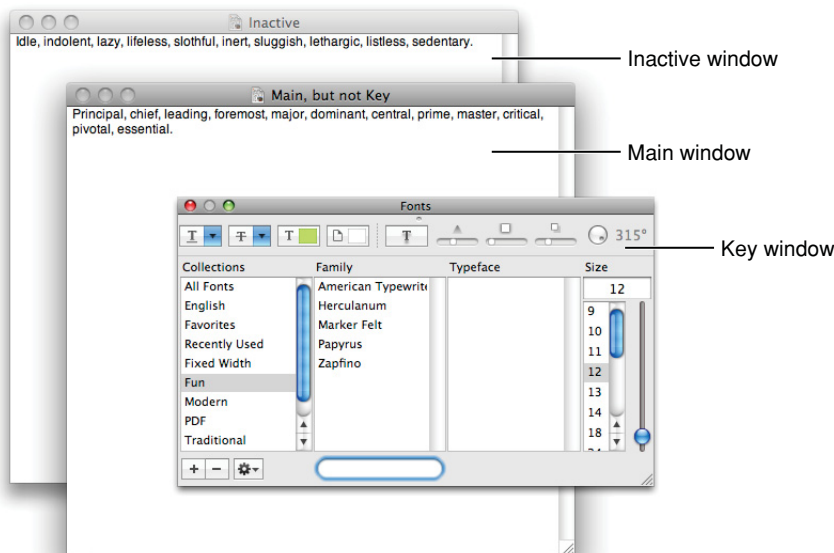 Inactive
Idle, indolent, lazy, lifeless, slothful, inert, sluggish, lethargic, listless, sedentary.
Inactive window
Main, but not Key
Principal, chief, leading, foremost, major, dominant, central, prime, master, critical,
pivotal, essential.
Main window
Fonts
T T T T 315°
Key window
Collections Family Typeface Size
12
All Fonts American Typewrite 9
English Herculanum 10
Favorites Marker Felt 11
Recently Used Papyrus 12
Fixed Width Zapfino 13
Fun 14
Modern 18
PDF
Traditional